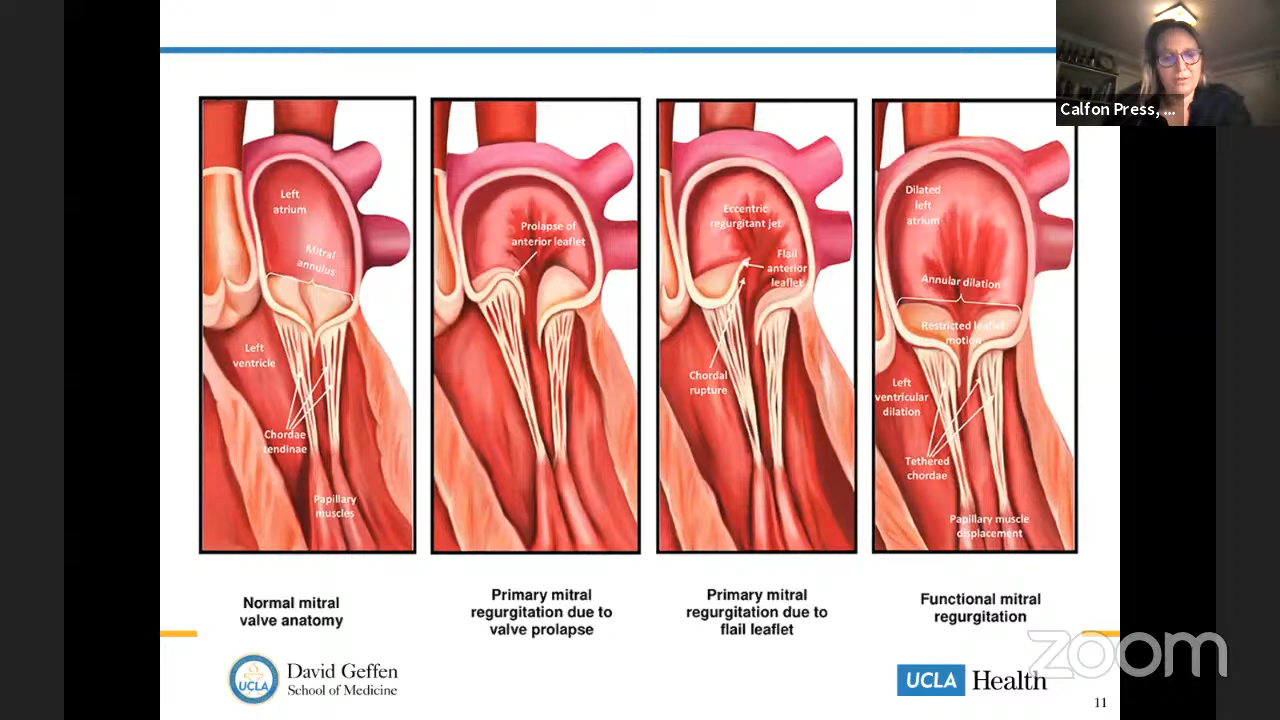 Calfon Press, ...
Left
atrium
Mitral
annulus
Left
ventricle
Chordae
tendinae
Papillary
muscles
Prolapse of
anterior leaflet
Eccentric
regurgitant jet
Flail
anterior
leaflet
Chordal
rupture
Dilated
left
atrium
Annular dilation
Restricted leaflet
motion
Left
ventricular
dilation
Tethered
chordae
Papillary muscle
displacement
Normal mitral
valve anatomy
Primary mitral
regurgitation due to
valve prolapse
Primary mitral
regurgitation due to
flail leaflet
Functional mitral
regurgitation
UCLA
David Geffen
School of Medicine
UCLA Health
zoom
11